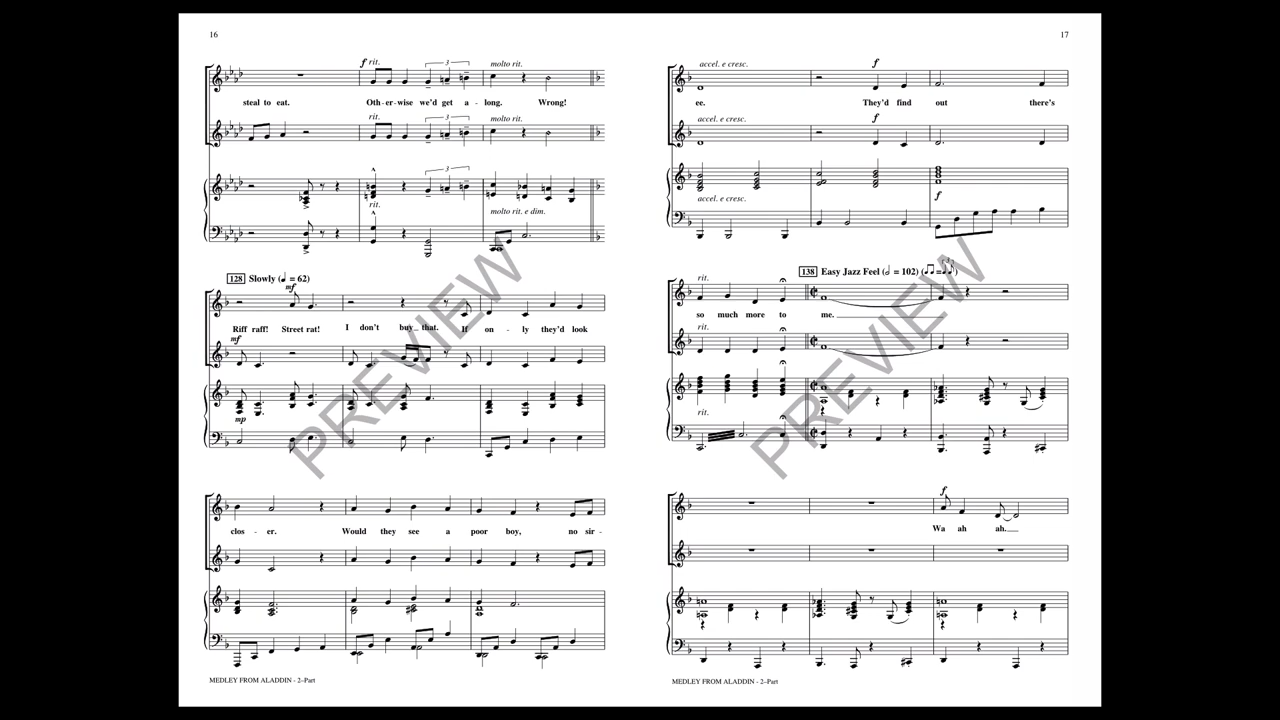 16
f rit.
3
molto rit.
steal to eat. Oth - er - wise we'd get a - long. Wrong!
rit.
3
molto rit.
3
rit.
molto rit. e dim.
128 Slowly (♩ = 62)
mf
Riff raff! Street rat! I don't buy that. If on - ly they'd look
mf
mp
clos - er. Would they see a poor boy, no sir -
MEDLEY FROM ALADDIN - 2-Part
PREVIEW
17
accel. e cresc.
f
ee. They'd find out there's
accel. e cresc.
f
accel. e cresc.
f
rit.
138 Easy Jazz Feel (𝅗𝅥 = 102)
so much more to me.
rit.
rit.
f
Wa ah ah.
MEDLEY FROM ALADDIN - 2-Part
PREVIEW